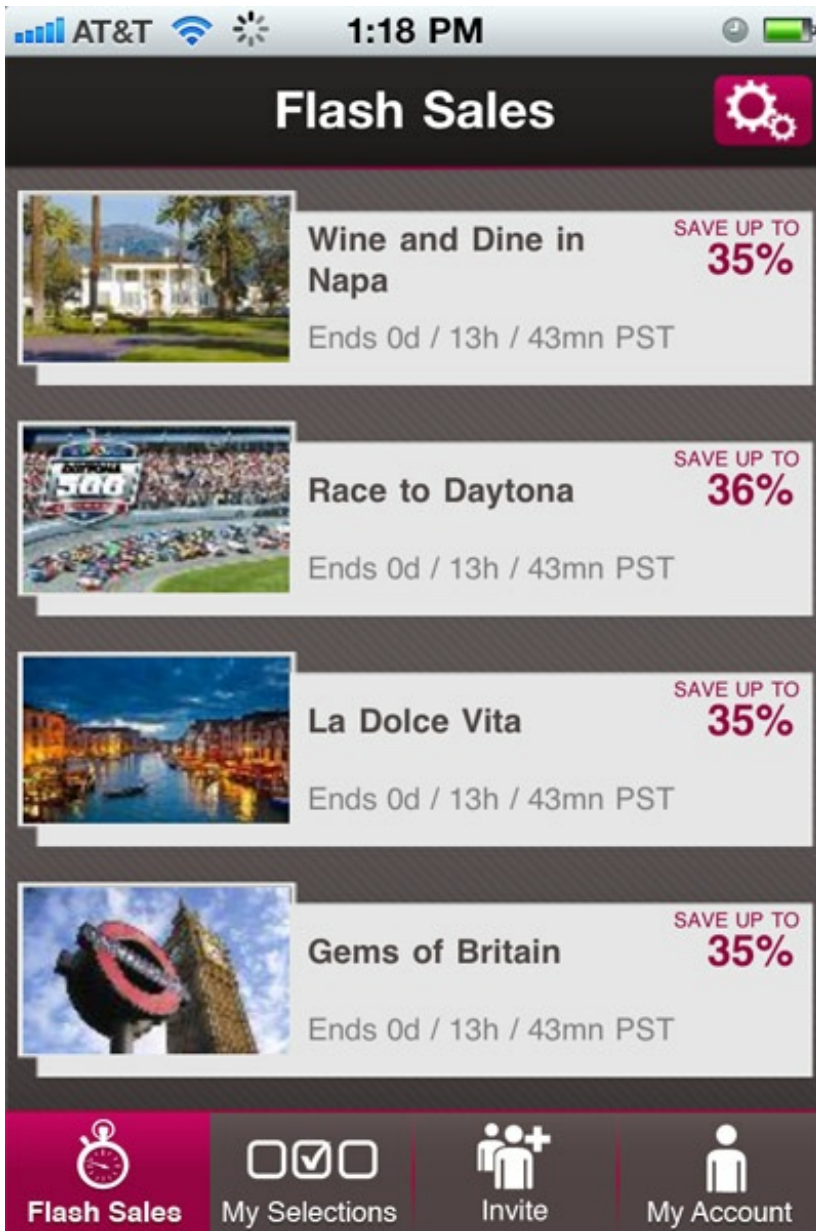 AT&T 1:18 PM
Flash Sales
Wine and Dine in
Napa
SAVE UP TO
35%
Ends 0d / 13h / 43mn PST
DAYTONA
500
Race to Daytona
SAVE UP TO
36%
Ends 0d / 13h / 43mn PST
La Dolce Vita
SAVE UP TO
35%
Ends 0d / 13h / 43mn PST
Gems of Britain
SAVE UP TO
35%
Ends 0d / 13h / 43mn PST
Flash Sales
My Selections
Invite
My Account